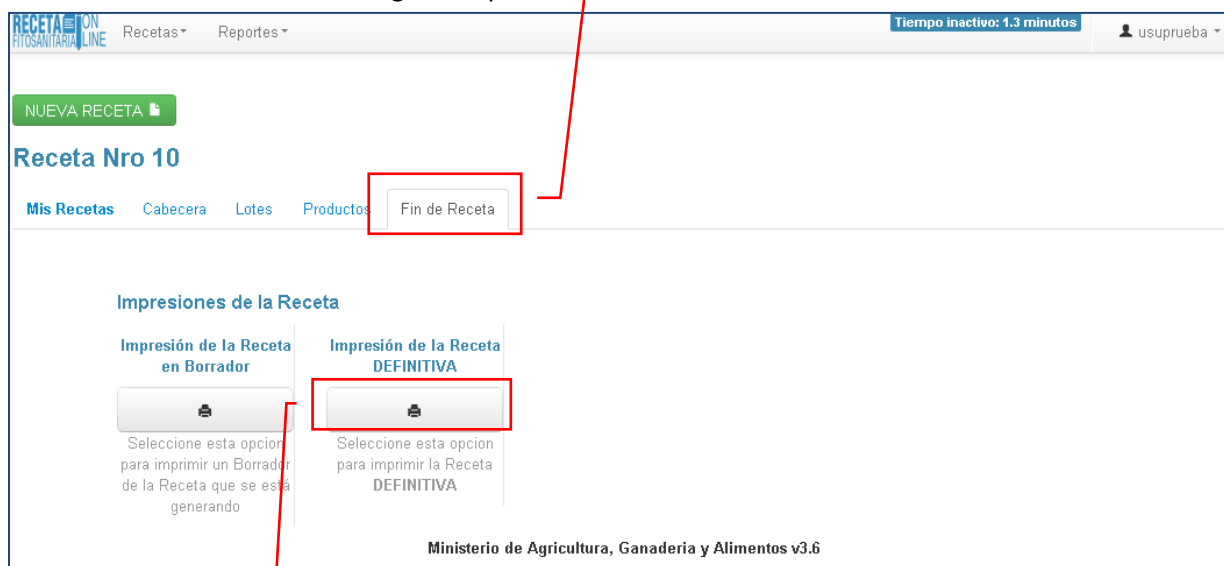 RECETA ON
FITOSANITARIA LINE
Recetas
Reportes
Tiempo inactivo: 1.3 minutos
usuprueba
NUEVA RECETA
Receta Nro 10
Mis Recetas Cabecera Lotes Productos Fin de Receta
Impresiones de la Receta
Impresión de la Receta
en Borrador
Seleccione esta opcion
para imprimir un Borrador
de la Receta que se está
generando
Impresión de la Receta
DEFINITIVA
Seleccione esta opcion
para imprimir la Receta
DEFINITIVA
Ministerio de Agricultura, Ganaderia y Alimentos v3.6